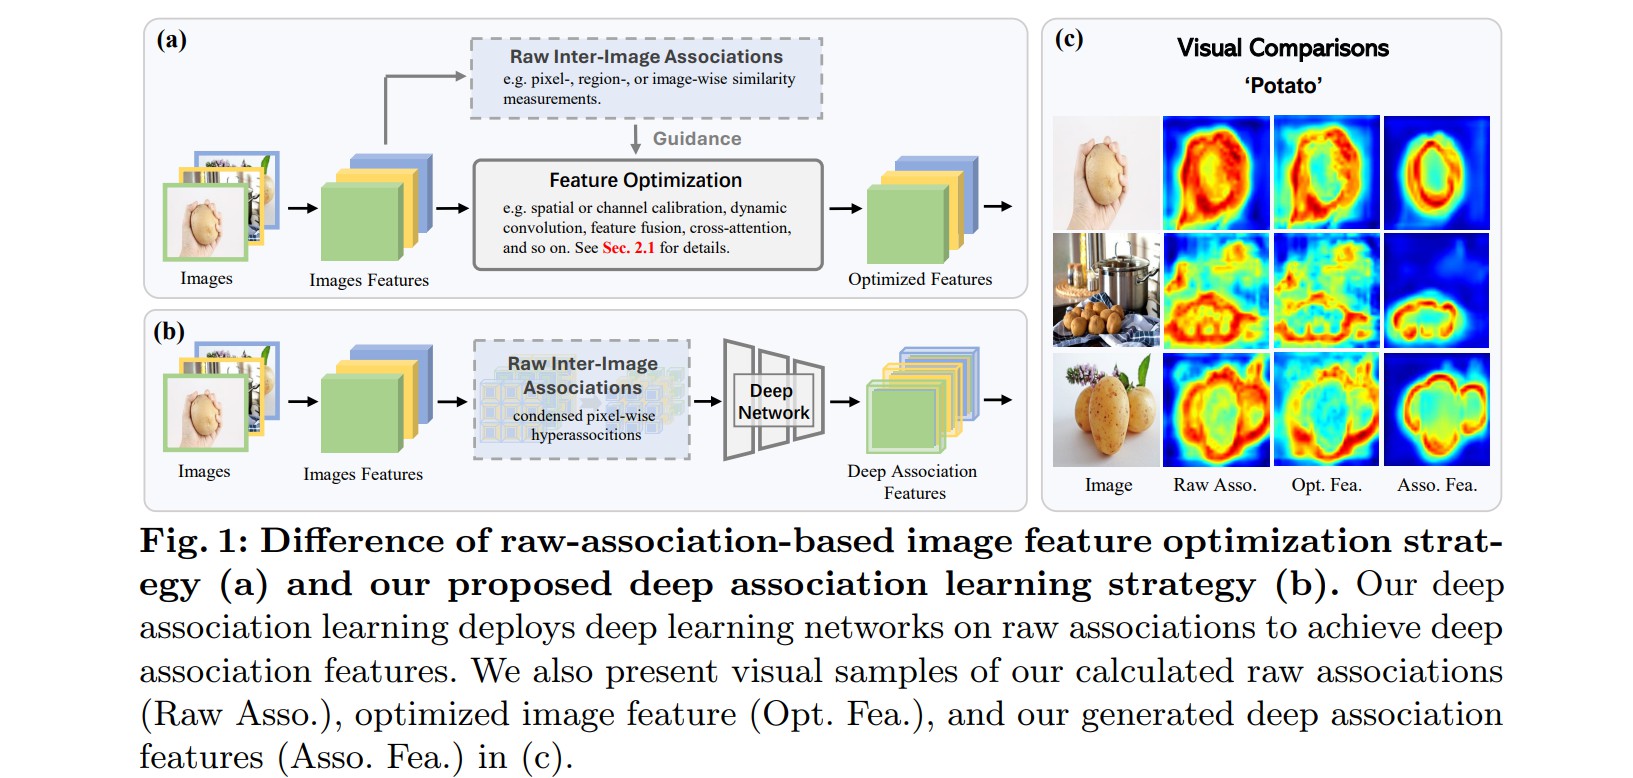 (a)
Raw Inter-Image Associations
e.g. pixel-, region-, or image-wise similarity
measurements.
Guidance
Feature Optimization
e.g. spatial or channel calibration, dynamic
convolution, feature fusion, cross-attention,
and so on. See Sec. 2.1 for details.
Images
Images Features
Optimized Features
(b)
Raw Inter-Image
Associations
condensed pixel-wise
hyperassocitions
Deep
Network
Images
Images Features
Deep Association
Features
(c)
Visual Comparisons
‘Potato’
Image
Raw Asso.
Opt. Fea.
Asso. Fea.
Fig. 1: Difference of raw-association-based image feature optimization strat-
egy (a) and our proposed deep association learning strategy (b). Our deep
association learning deploys deep learning networks on raw associations to achieve deep
association features. We also present visual samples of our calculated raw associations
(Raw Asso.), optimized image feature (Opt. Fea.), and our generated deep association
features (Asso. Fea.) in (c).